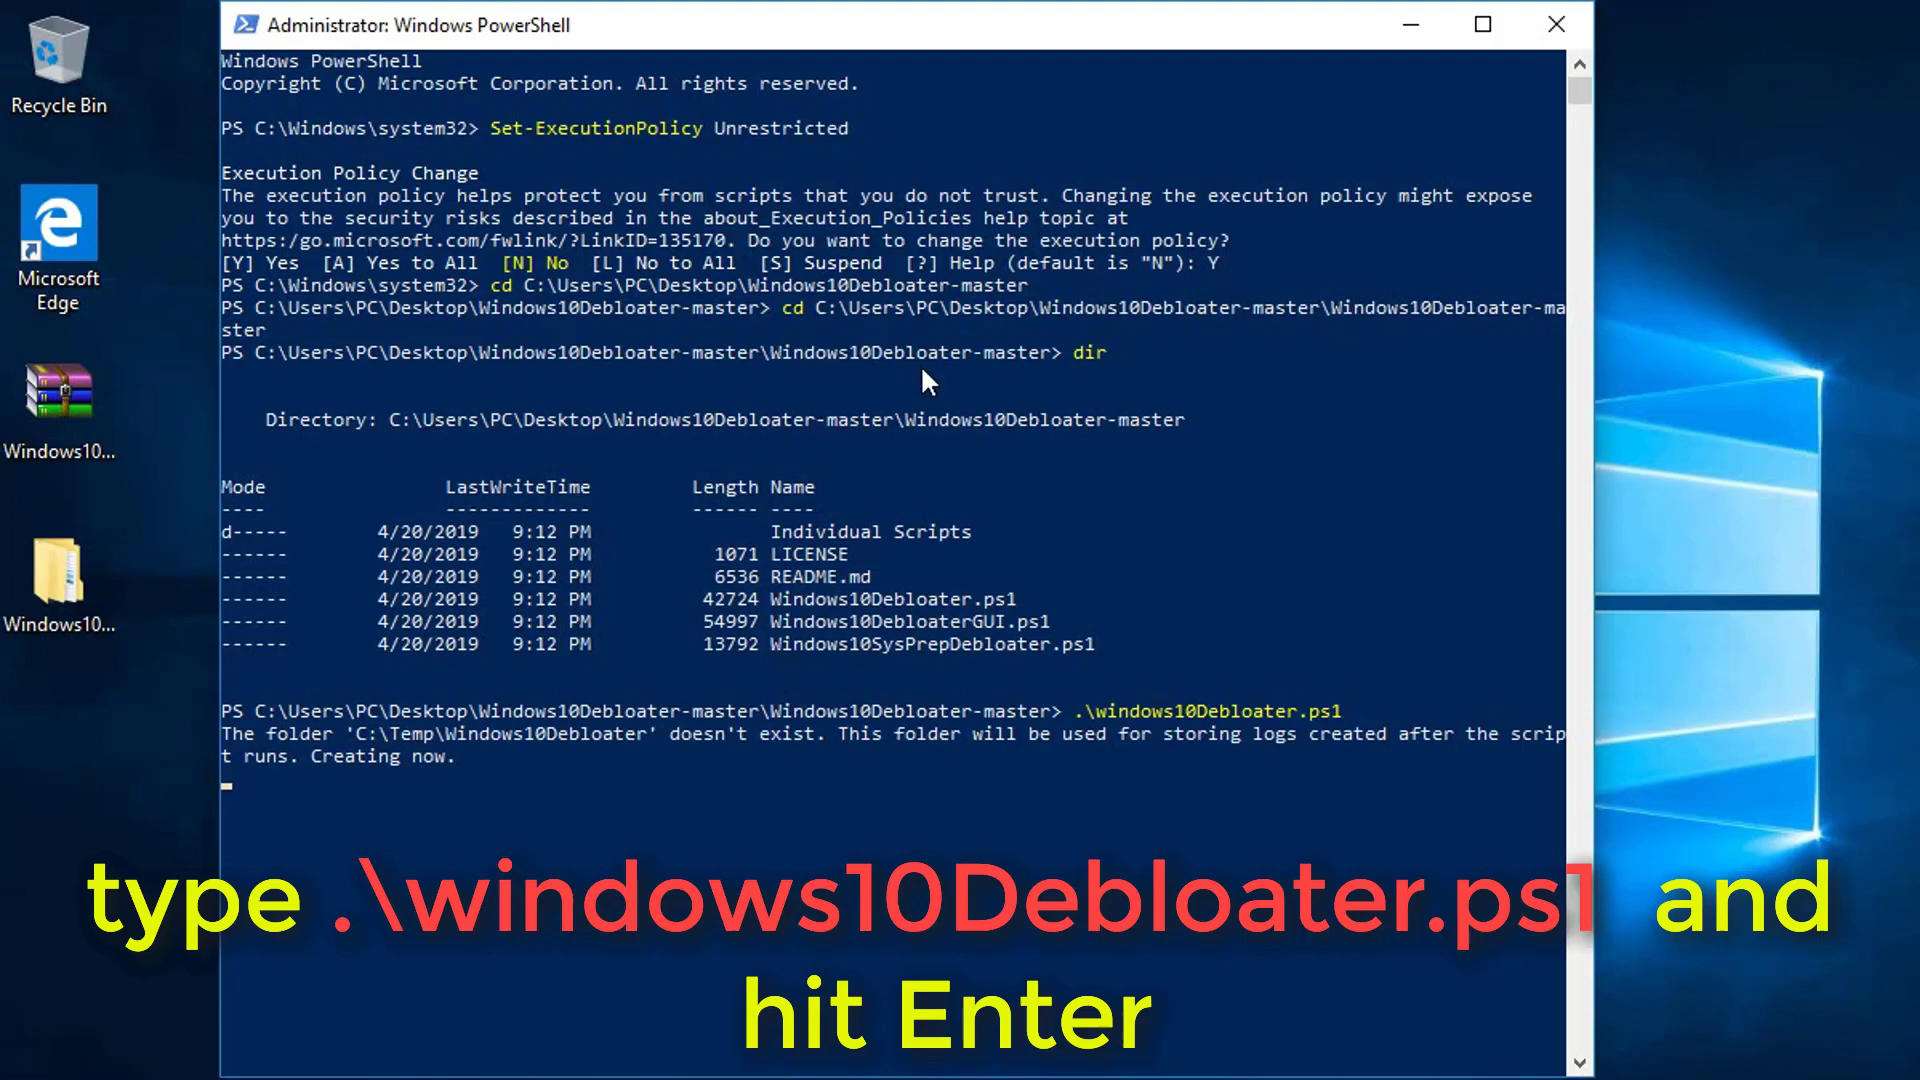 Administrator: Windows PowerShell
Recycle Bin
Microsoft
Edge
Windows10...
Windows10...
Windows PowerShell
Copyright (C) Microsoft Corporation. All rights reserved.
PS C:\Windows\system32> Set-ExecutionPolicy Unrestricted
Execution Policy Change
The execution policy helps protect you from scripts that you do not trust. Changing the execution policy might expose
you to the security risks described in the about_Execution_Policies help topic at
https:/go.microsoft.com/fwlink/?LinkID=135170. Do you want to change the execution policy?
[Y] Yes  [A] Yes to All  [N] No  [L] No to All  [S] Suspend  [?] Help (default is "N"): Y
PS C:\Windows\system32> cd C:\Users\PC\Desktop\Windows10Debloater-master
PS C:\Users\PC\Desktop\Windows10Debloater-master> cd C:\Users\PC\Desktop\Windows10Debloater-master\Windows10Debloater-ma
ster
PS C:\Users\PC\Desktop\Windows10Debloater-master\Windows10Debloater-master> dir
Directory: C:\Users\PC\Desktop\Windows10Debloater-master\Windows10Debloater-master
Mode LastWriteTime Length Name
---- ------------- ------ ----
d----- 4/20/2019 9:12 PM Individual Scripts
------ 4/20/2019 9:12 PM 1071 LICENSE
------ 4/20/2019 9:12 PM 6536 README.md
------ 4/20/2019 9:12 PM 42724 Windows10Debloater.ps1
------ 4/20/2019 9:12 PM 54997 Windows10DebloaterGUI.ps1
------ 4/20/2019 9:12 PM 13792 Windows10SysPrepDebloater.ps1
PS C:\Users\PC\Desktop\Windows10Debloater-master\Windows10Debloater-master> .\windows10Debloater.ps1
The folder 'C:\Temp\Windows10Debloater' doesn't exist. This folder will be used for storing logs created after the scrip
t runs. Creating now.
type .\windows10Debloater.ps1 and
hit Enter